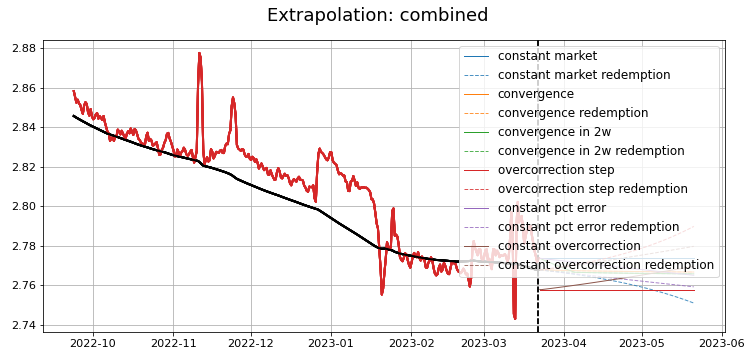 Extrapolation: combined
2.88
2.86
2.84
2.82
2.80
2.78
2.76
2.74
constant market
constant market redemption
convergence
convergence redemption
convergence in 2w
convergence in 2w redemption
overcorrection step
overcorrection step redemption
constant pct error
constant pct error redemption
constant overcorrection
constant overcorrection redemption
2022-10 2022-11 2022-12 2023-01 2023-02 2023-03 2023-04 2023-05 2023-06